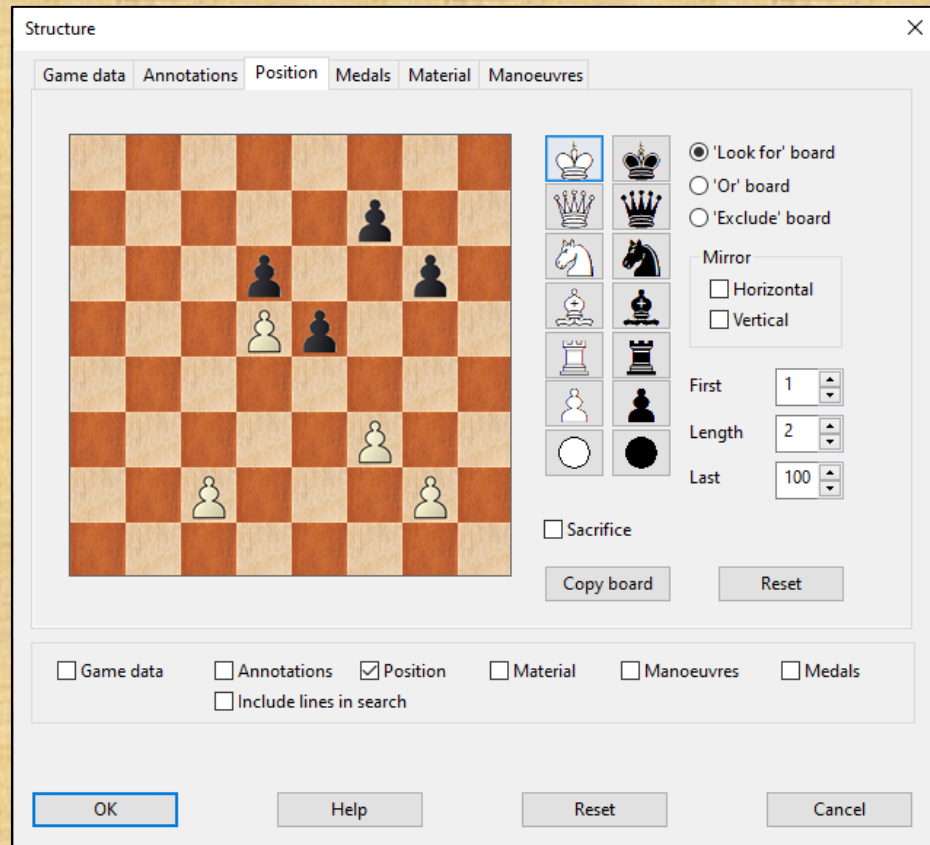 Structure
Game data Annotations Position Medals Material Manoeuvres
'Look for' board
'Or' board
'Exclude' board
Mirror
Horizontal
Vertical
First 1
Length 2
Last 100
Sacrifice
Copy board Reset
Game data Annotations Position Material Manoeuvres Medals
Include lines in search
OK Help Reset Cancel